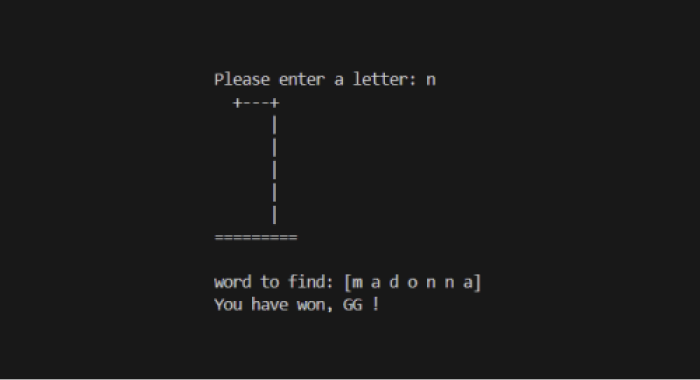 Please enter a letter: n
  +---+
      |
      |
      |
      |
      |
=========
word to find: [m a d o n n a]
You have won, GG !